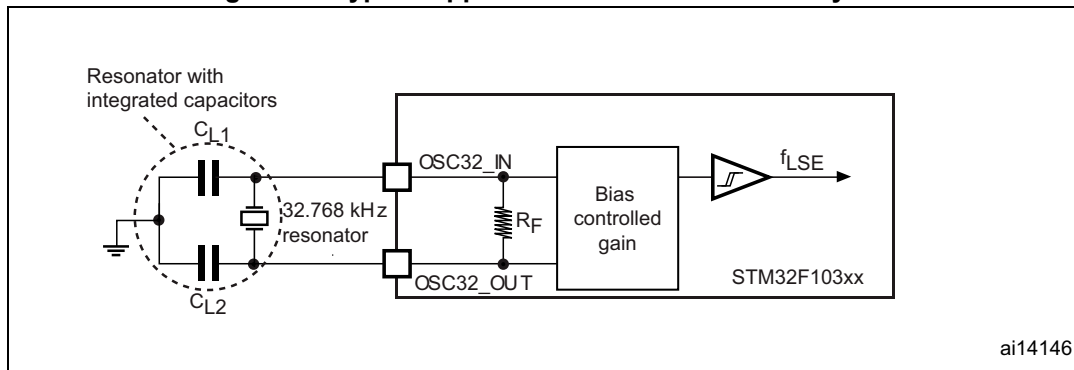 Resonator with
integrated capacitors
CL1
OSC32_IN
fLSE
32.768 kHz
resonator
RF
Bias
controlled
gain
OSC32_OUT
STM32F103xx
CL2
ai14146